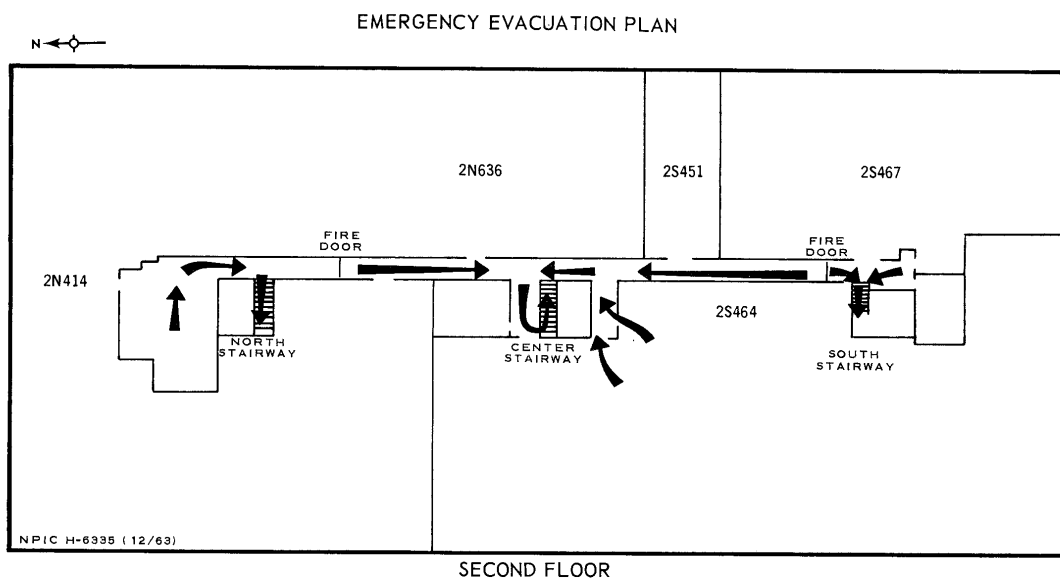 EMERGENCY EVACUATION PLAN
N
2N636
2S451
2S467
FIRE
DOOR
FIRE
DOOR
2N414
2S464
NORTH
STAIRWAY
CENTER
STAIRWAY
SOUTH
STAIRWAY
NPIC H-6335 (12/63)
SECOND FLOOR